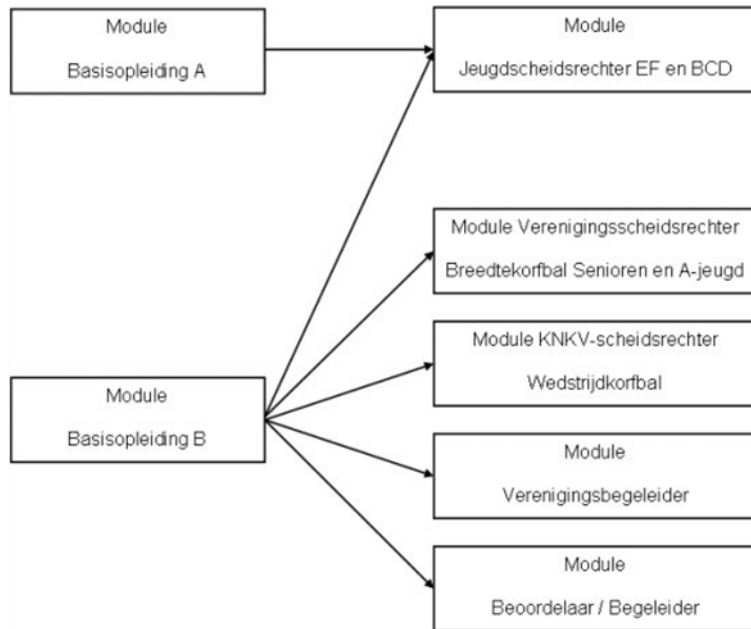 Module
Basisopleiding A
Module
Jeugdscheidsrechter EF en BCD
Module Verenigingsscheidsrechter
Breedtekorfbal Senioren en A-jeugd
Module KNKV-scheidsrechter
Wedstrijdkorfbal
Module
Basisopleiding B
Module
Verenigingsbegeleider
Module
Beoordelaar / Begeleider